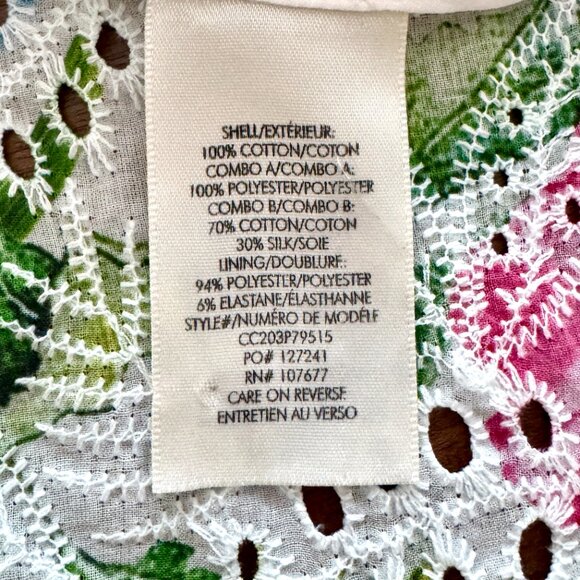 SHELL/EXTÉRIEUR:
100% COTTON/COTON
COMBO A/COMBO A:
100% POLYESTER/POLYESTER
COMBO B/COMBO B:
70% COTTON/COTON
30% SILK/SOIE
LINING/DOUBLURE:
94% POLYESTER/POLYESTER
6% ELASTANE/ÉLASTHANNE
STYLE#/NUMÉRO DE MODÈLE
CC203P79515
PO# 127241
RN# 107677
CARE ON REVERSE
ENTRETIEN AU VERSO